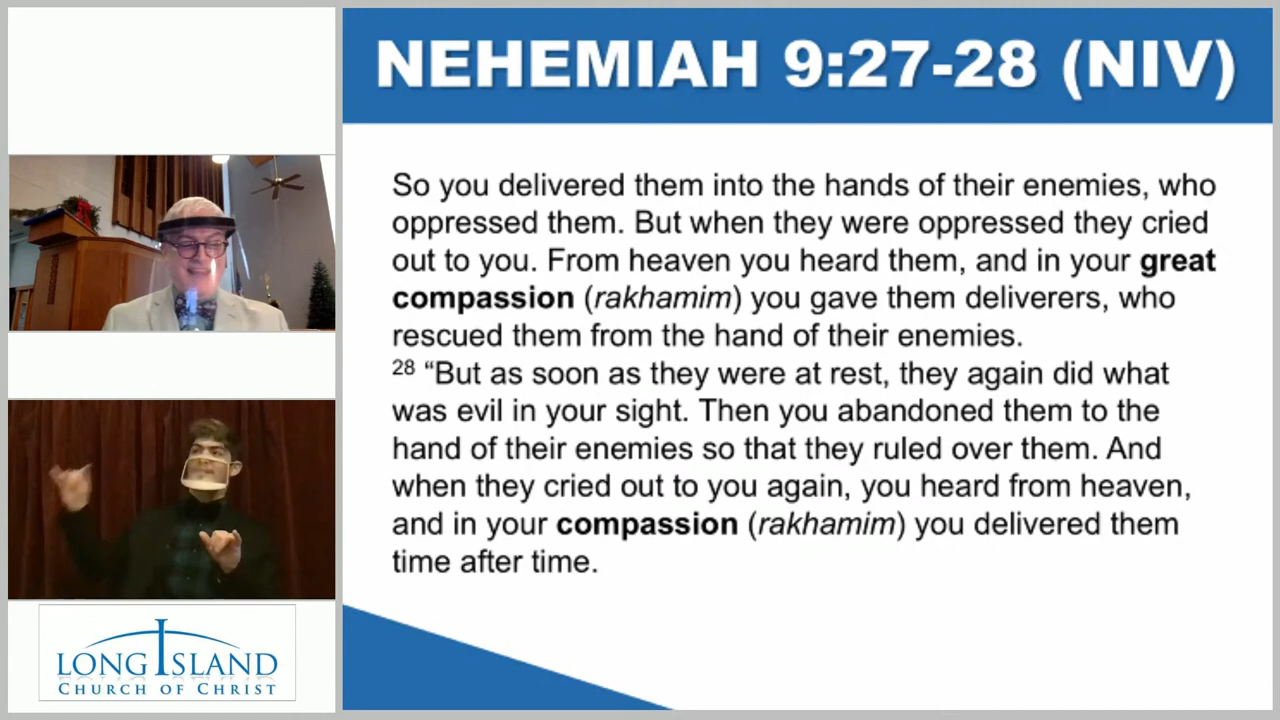 NEHEMIAH 9:27-28 (NIV)
So you delivered them into the hands of their enemies, who
oppressed them. But when they were oppressed they cried
out to you. From heaven you heard them, and in your great
compassion (rakhamim) you gave them deliverers, who
rescued them from the hand of their enemies.
28 “But as soon as they were at rest, they again did what
was evil in your sight. Then you abandoned them to the
hand of their enemies so that they ruled over them. And
when they cried out to you again, you heard from heaven,
and in your compassion (rakhamim) you delivered them
time after time.
LONG ISLAND
CHURCH OF CHRIST